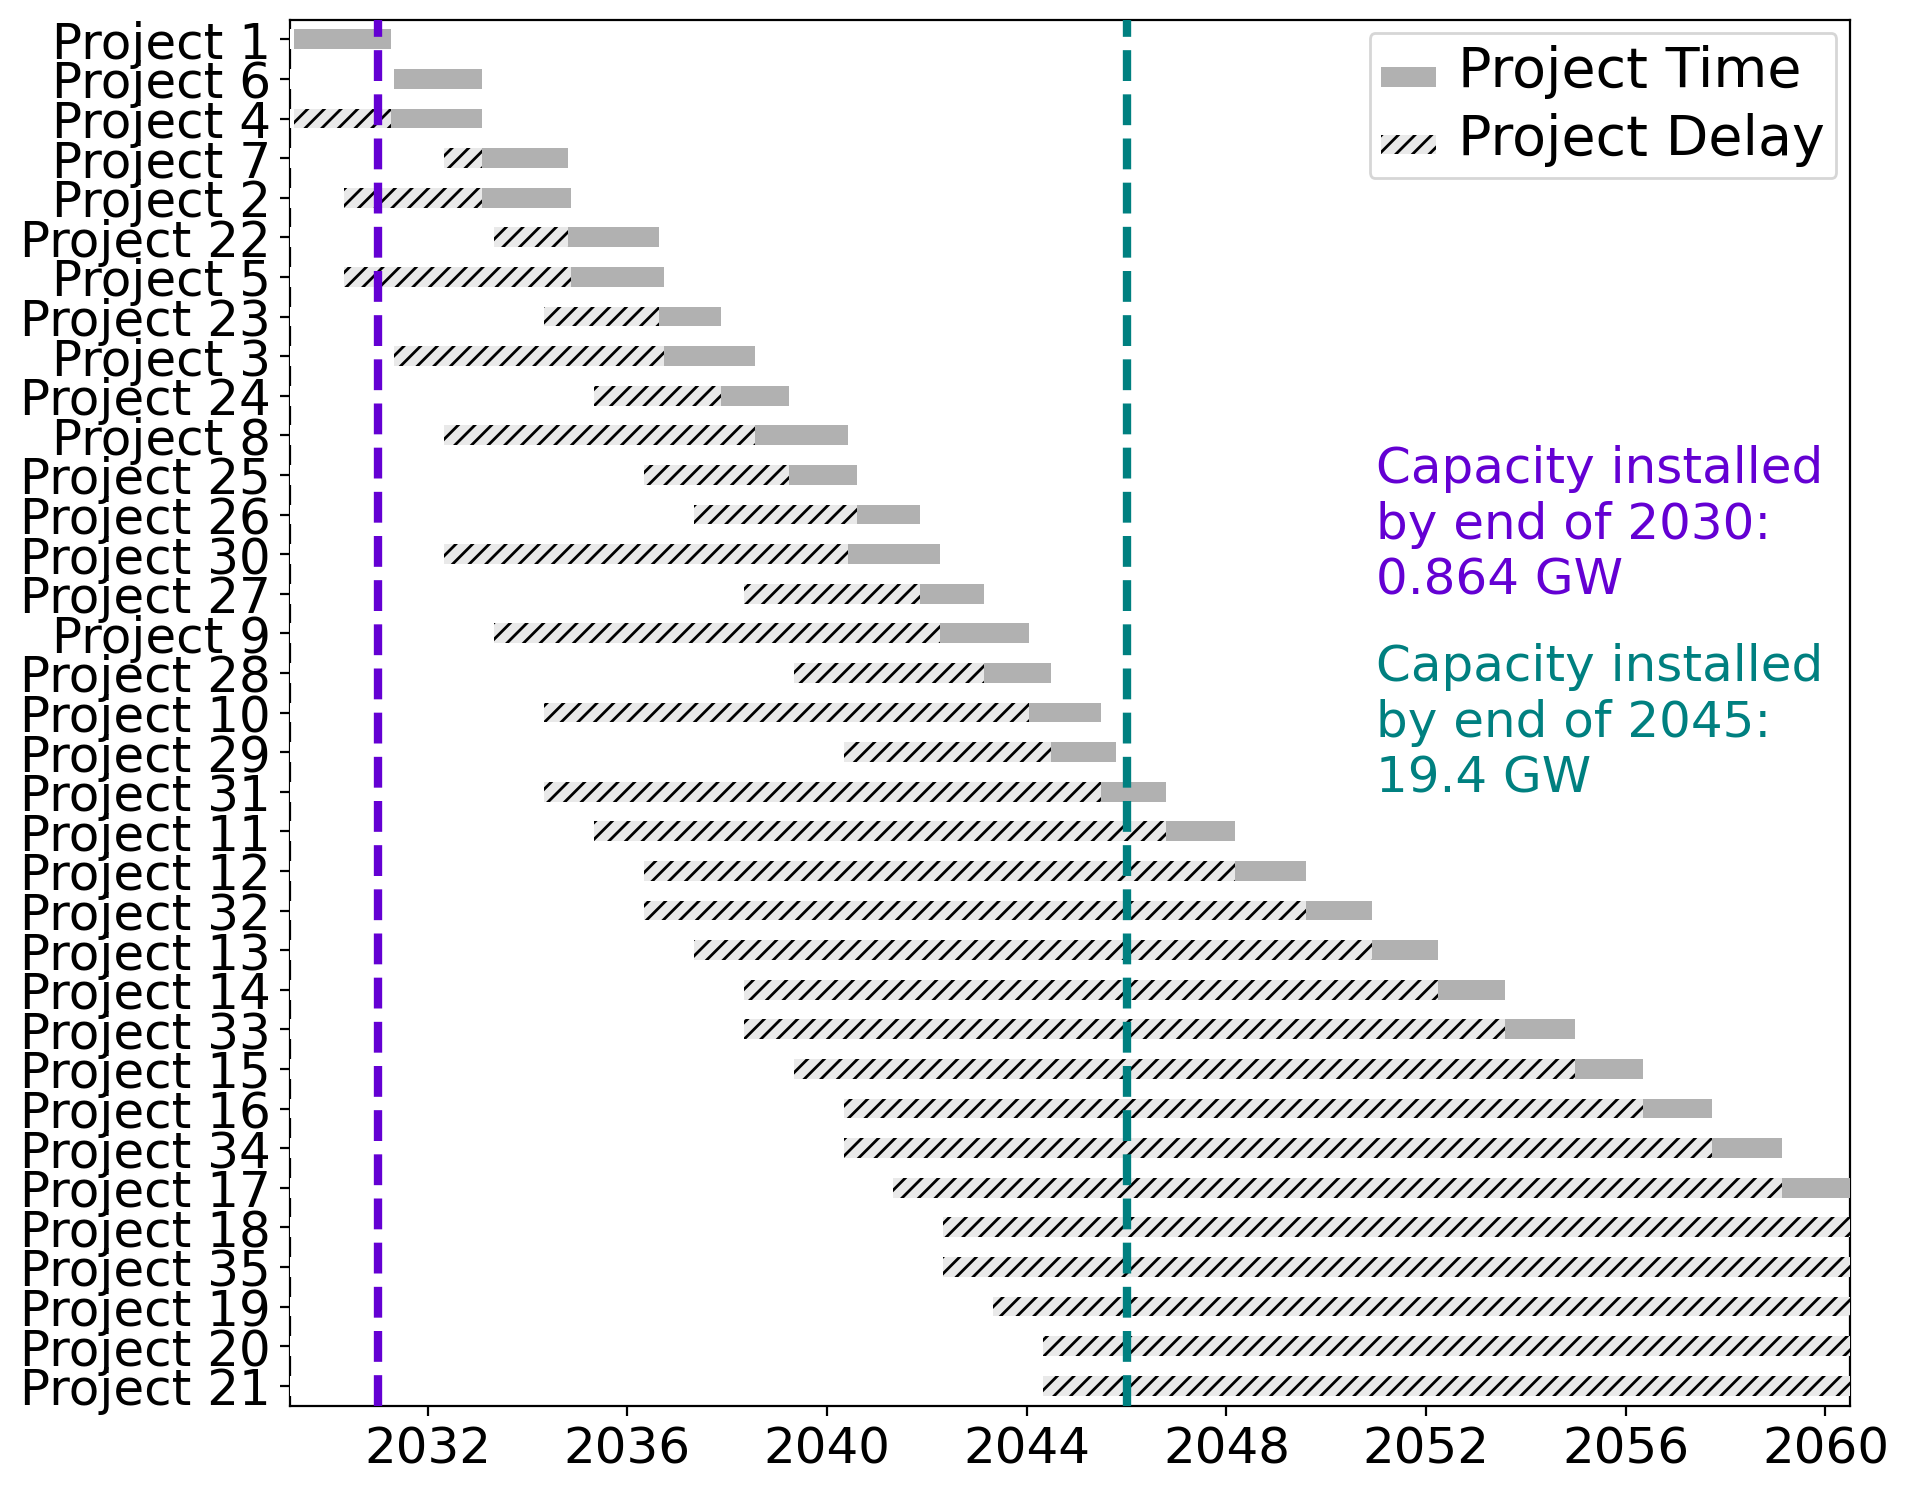 Project 1
Project 6
Project 4
Project 7
Project 2
Project 22
Project 5
Project 23
Project 3
Project 24
Project 8
Project 25
Project 26
Project 30
Project 27
Project 9
Project 28
Project 10
Project 29
Project 31
Project 11
Project 12
Project 32
Project 13
Project 14
Project 33
Project 15
Project 16
Project 34
Project 17
Project 18
Project 35
Project 19
Project 20
Project 21
Project Time
Project Delay
Capacity installed
by end of 2030:
0.864 GW
Capacity installed
by end of 2045:
19.4 GW
2032 2036 2040 2044 2048 2052 2056 2060